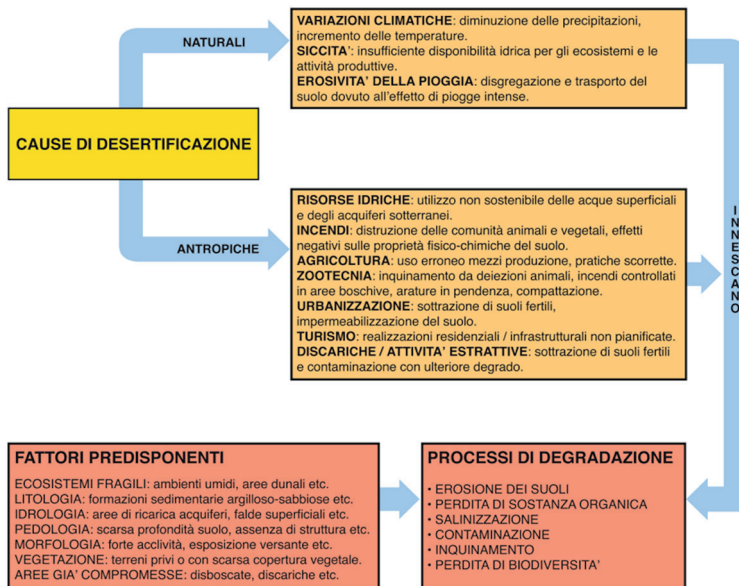 CAUSE DI DESERTIFICAZIONE
NATURALI
VARIAZIONI CLIMATICHE: diminuzione delle precipitazioni,
incremento delle temperature.
SICCITA’: insufficiente disponibilità idrica per gli ecosistemi e le
attività produttive.
EROSIVITA’ DELLA PIOGGIA: disgregazione e trasporto del
suolo dovuto all’effetto di piogge intense.
ANTROPICHE
RISORSE IDRICHE: utilizzo non sostenibile delle acque superficiali
e degli acquiferi sotterranei.
INCENDI: distruzione delle comunità animali e vegetali, effetti
negativi sulle proprietà fisico-chimiche del suolo.
AGRICOLTURA: uso erroneo mezzi produzione, pratiche scorrette.
ZOOTECNIA: inquinamento da deiezioni animali, incendi controllati
in aree boschive, arature in pendenza, compattazione.
URBANIZZAZIONE: sottrazione di suoli fertili,
impermeabilizzazione del suolo.
TURISMO: realizzazioni residenziali / infrastrutturali non pianificate.
DISCARICHE / ATTIVITA’ ESTRATTIVE: sottrazione di suoli fertili
e contaminazione con ulteriore degrado.
INNESCANO
FATTORI PREDISPONENTI
ECOSISTEMI FRAGILI: ambienti umidi, aree dunali etc.
LITOLOGIA: formazioni sedimentarie argilloso-sabbiose etc.
IDROLOGIA: aree di ricarica acquiferi, falde superficiali etc.
PEDOLOGIA: scarsa profondità suolo, assenza di struttura etc.
MORFOLOGIA: forte acclività, esposizione versante etc.
VEGETAZIONE: terreni privi o con scarsa copertura vegetale.
AREE GIA’ COMPROMESSE: disboscate, discariche etc.
PROCESSI DI DEGRADAZIONE
• EROSIONE DEI SUOLI
• PERDITA DI SOSTANZA ORGANICA
• SALINIZZAZIONE
• CONTAMINAZIONE
• INQUINAMENTO
• PERDITA DI BIODIVERSITA’